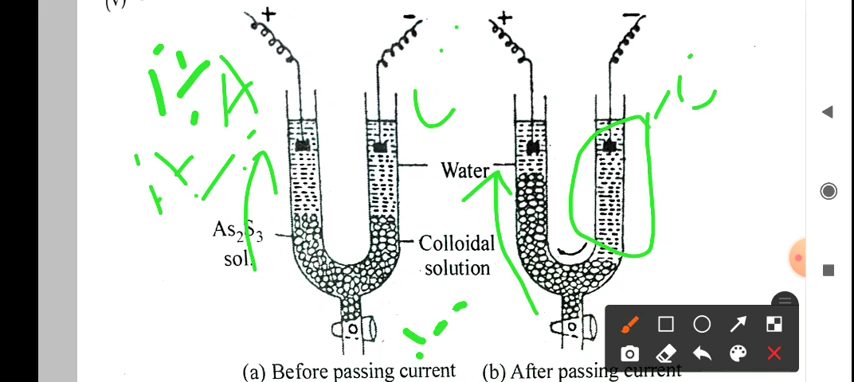 (v)
+ - + -
Water
As₂S₃
sol.
Colloidal
solution
(a) Before passing current (b) After passing current